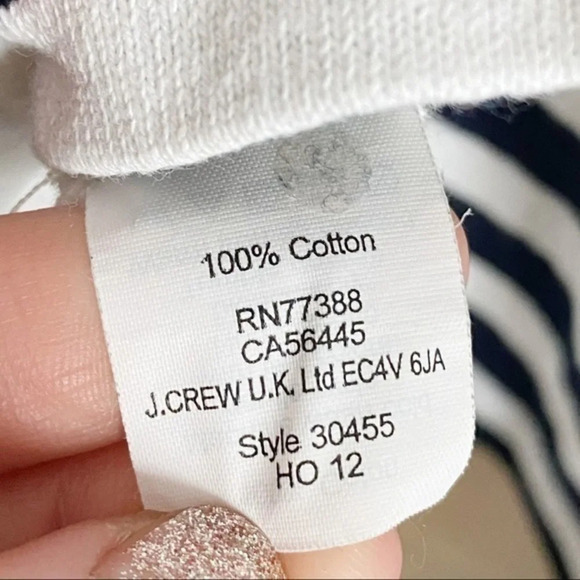 100% Cotton
RN77388
CA56445
J.CREW U.K. Ltd EC4V 6JA
Style 30455
HO 12